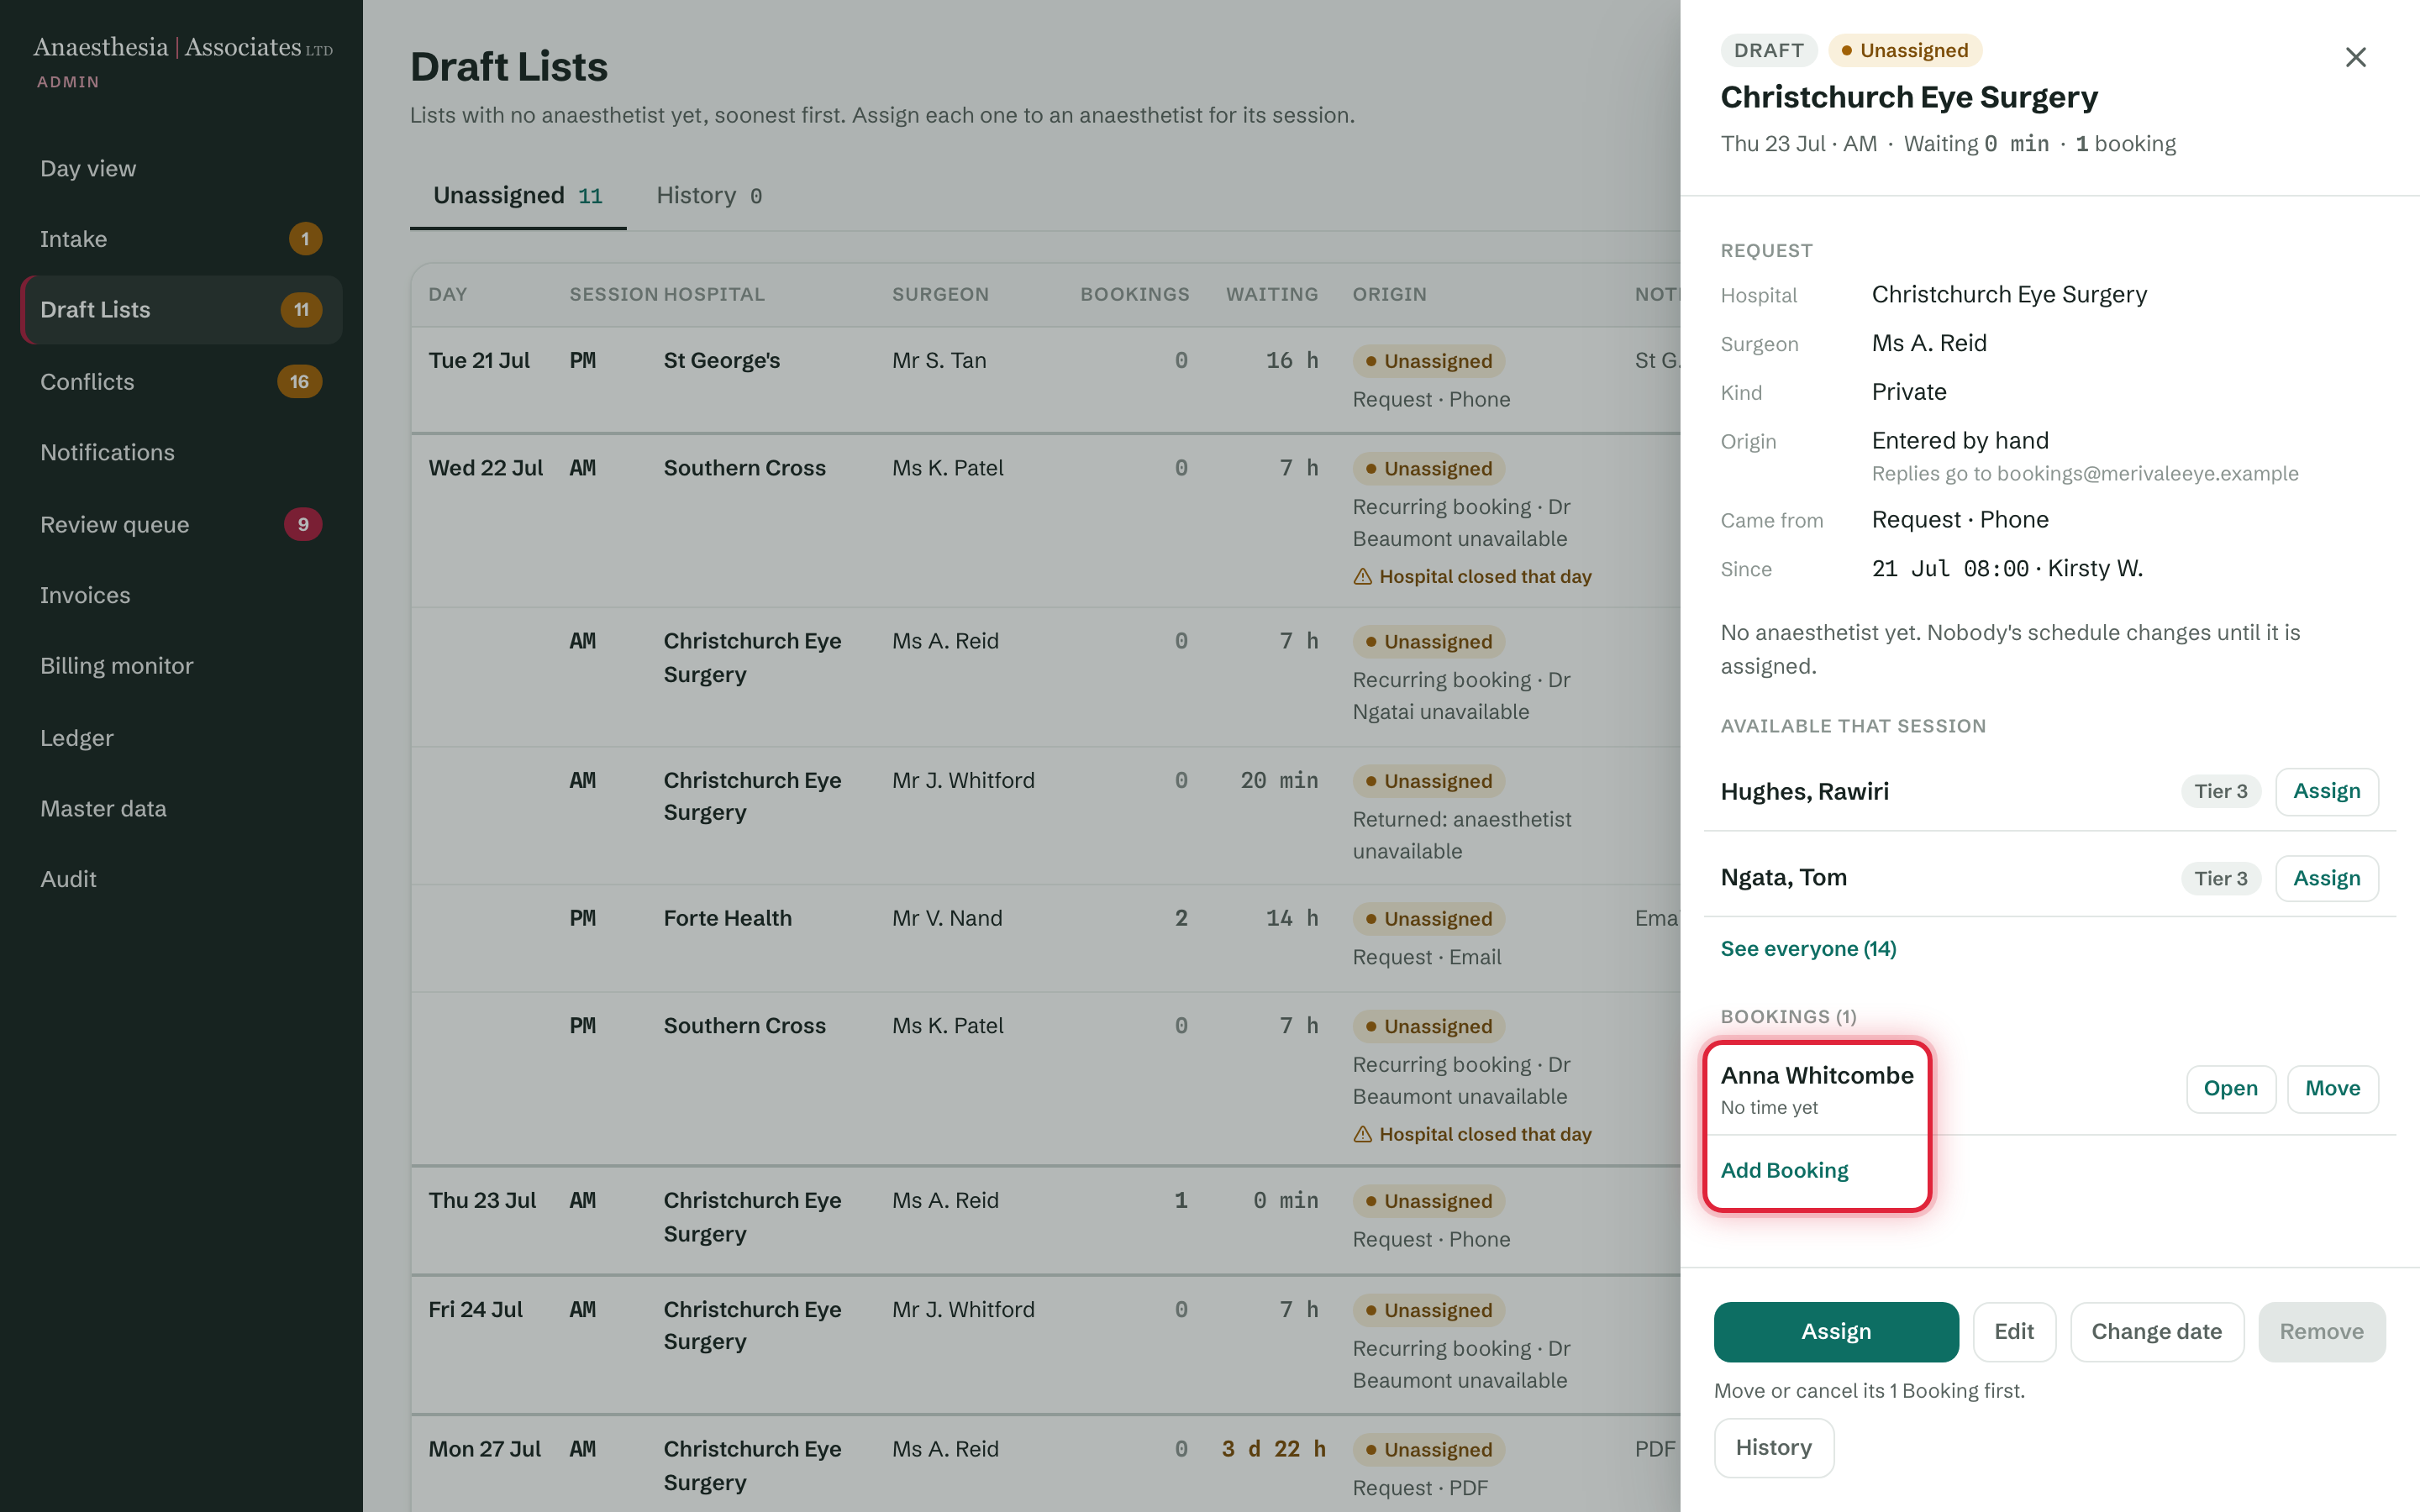 Anaesthesia | Associates LTD
ADMIN
Day view
Intake 1
Draft Lists 11
Conflicts 16
Notifications
Review queue 9
Invoices
Billing monitor
Ledger
Master data
Audit
Draft Lists
Lists with no anaesthetist yet, soonest first. Assign each one to an anaesthetist for its session.
Unassigned 11 History 0
DAY SESSION HOSPITAL SURGEON BOOKINGS WAITING ORIGIN
Tue 21 Jul PM St George's Mr S. Tan 0 16 h Unassigned St G.
Request · Phone
Wed 22 Jul AM Southern Cross Ms K. Patel 0 7 h Unassigned
Recurring booking · Dr
Beaumont unavailable
Hospital closed that day
AM Christchurch Eye Ms A. Reid 0 7 h Unassigned
Surgery
Recurring booking · Dr
Ngatai unavailable
AM Christchurch Eye Mr J. Whitford 0 20 min Unassigned
Surgery
Returned: anaesthetist
unavailable
PM Forte Health Mr V. Nand 2 14 h Unassigned
Request · Email
PM Southern Cross Ms K. Patel 0 7 h Unassigned
Recurring booking · Dr
Beaumont unavailable
Hospital closed that day
Thu 23 Jul AM Christchurch Eye Ms A. Reid 1 0 min Unassigned
Surgery
Request · Phone
Fri 24 Jul AM Christchurch Eye Mr J. Whitford 0 7 h Unassigned
Surgery
Recurring booking · Dr
Beaumont unavailable
Mon 27 Jul AM Christchurch Eye Ms A. Reid 0 3 d 22 h Unassigned PDF
Surgery
Request · PDF
DRAFT Unassigned
Christchurch Eye Surgery
Thu 23 Jul · AM · Waiting 0 min · 1 booking
REQUEST
Hospital Christchurch Eye Surgery
Surgeon Ms A. Reid
Kind Private
Origin Entered by hand
Replies go to bookings@merivaleeye.example
Came from Request · Phone
Since 21 Jul 08:00 · Kirsty W.
No anaesthetist yet. Nobody's schedule changes until it is
assigned.
AVAILABLE THAT SESSION
Hughes, Rawiri Tier 3 Assign
Ngata, Tom Tier 3 Assign
See everyone (14)
BOOKINGS (1)
Anna Whitcombe Open Move
No time yet
Add Booking
Assign Edit Change date Remove
Move or cancel its 1 Booking first.
History